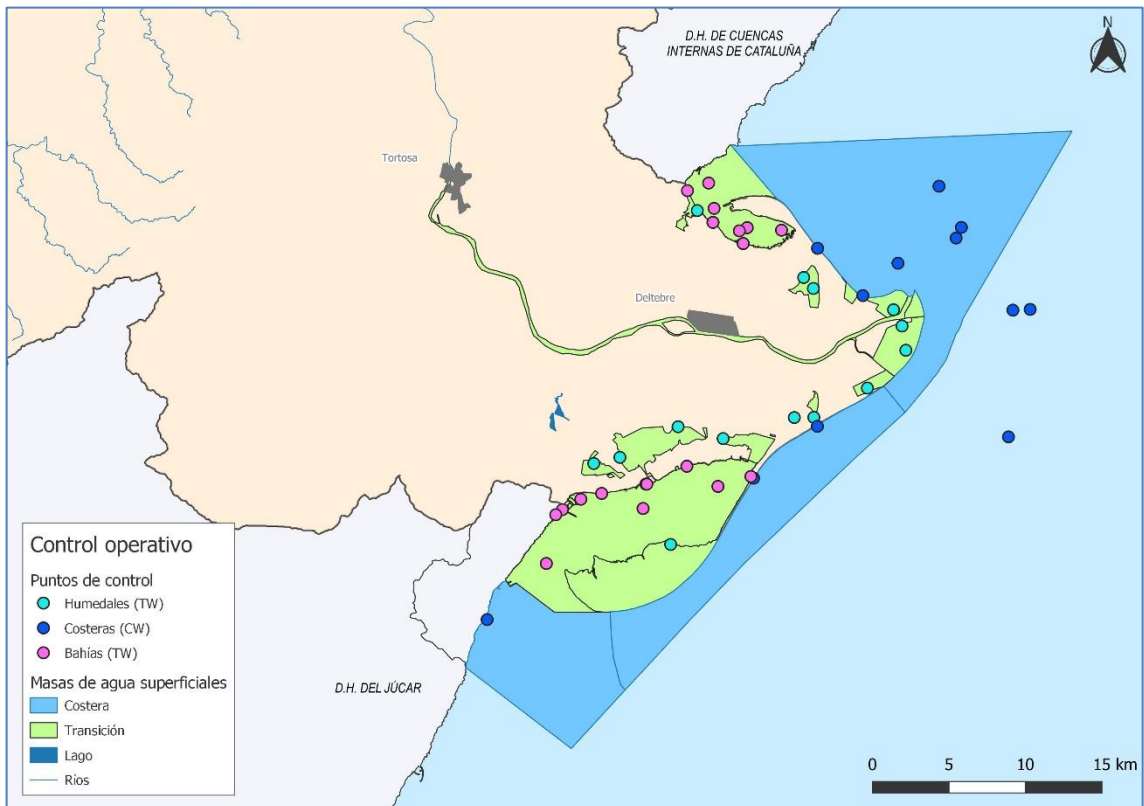 D.H. DE CUENCAS
INTERNAS DE CATALUÑA
N
Tortosa
Deltebre
Control operativo
Puntos de control
Humedales (TW)
Costeras (CW)
Bahías (TW)
Masas de agua superficiales
Costera
Transición
Lago
Ríos
D.H. DEL JÚCAR
0 5 10 15 km